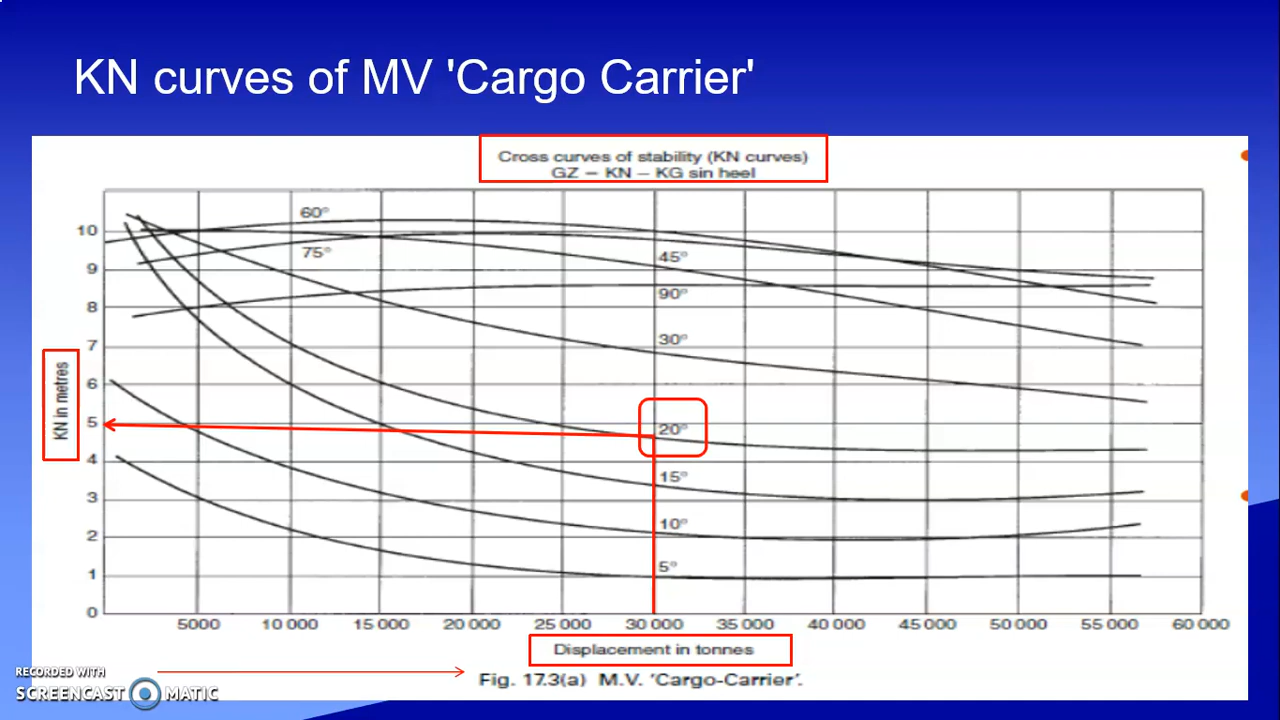 KN curves of MV 'Cargo Carrier'
Cross curves of stability (KN curves)
GZ = KN – KG sin heel
60°
10
75°
45°
9
90°
8
30°
7
KN in metres
6
5
20°
4
15°
3
10°
2
5°
1
0
5000 10 000 15 000 20 000 25 000 30 000 35 000 40 000 45 000 50 000 55 000 60 000
Displacement in tonnes
RECORDED WITH
SCREENCAST MATIC
Fig. 17.3(a) M.V. 'Cargo-Carrier'.